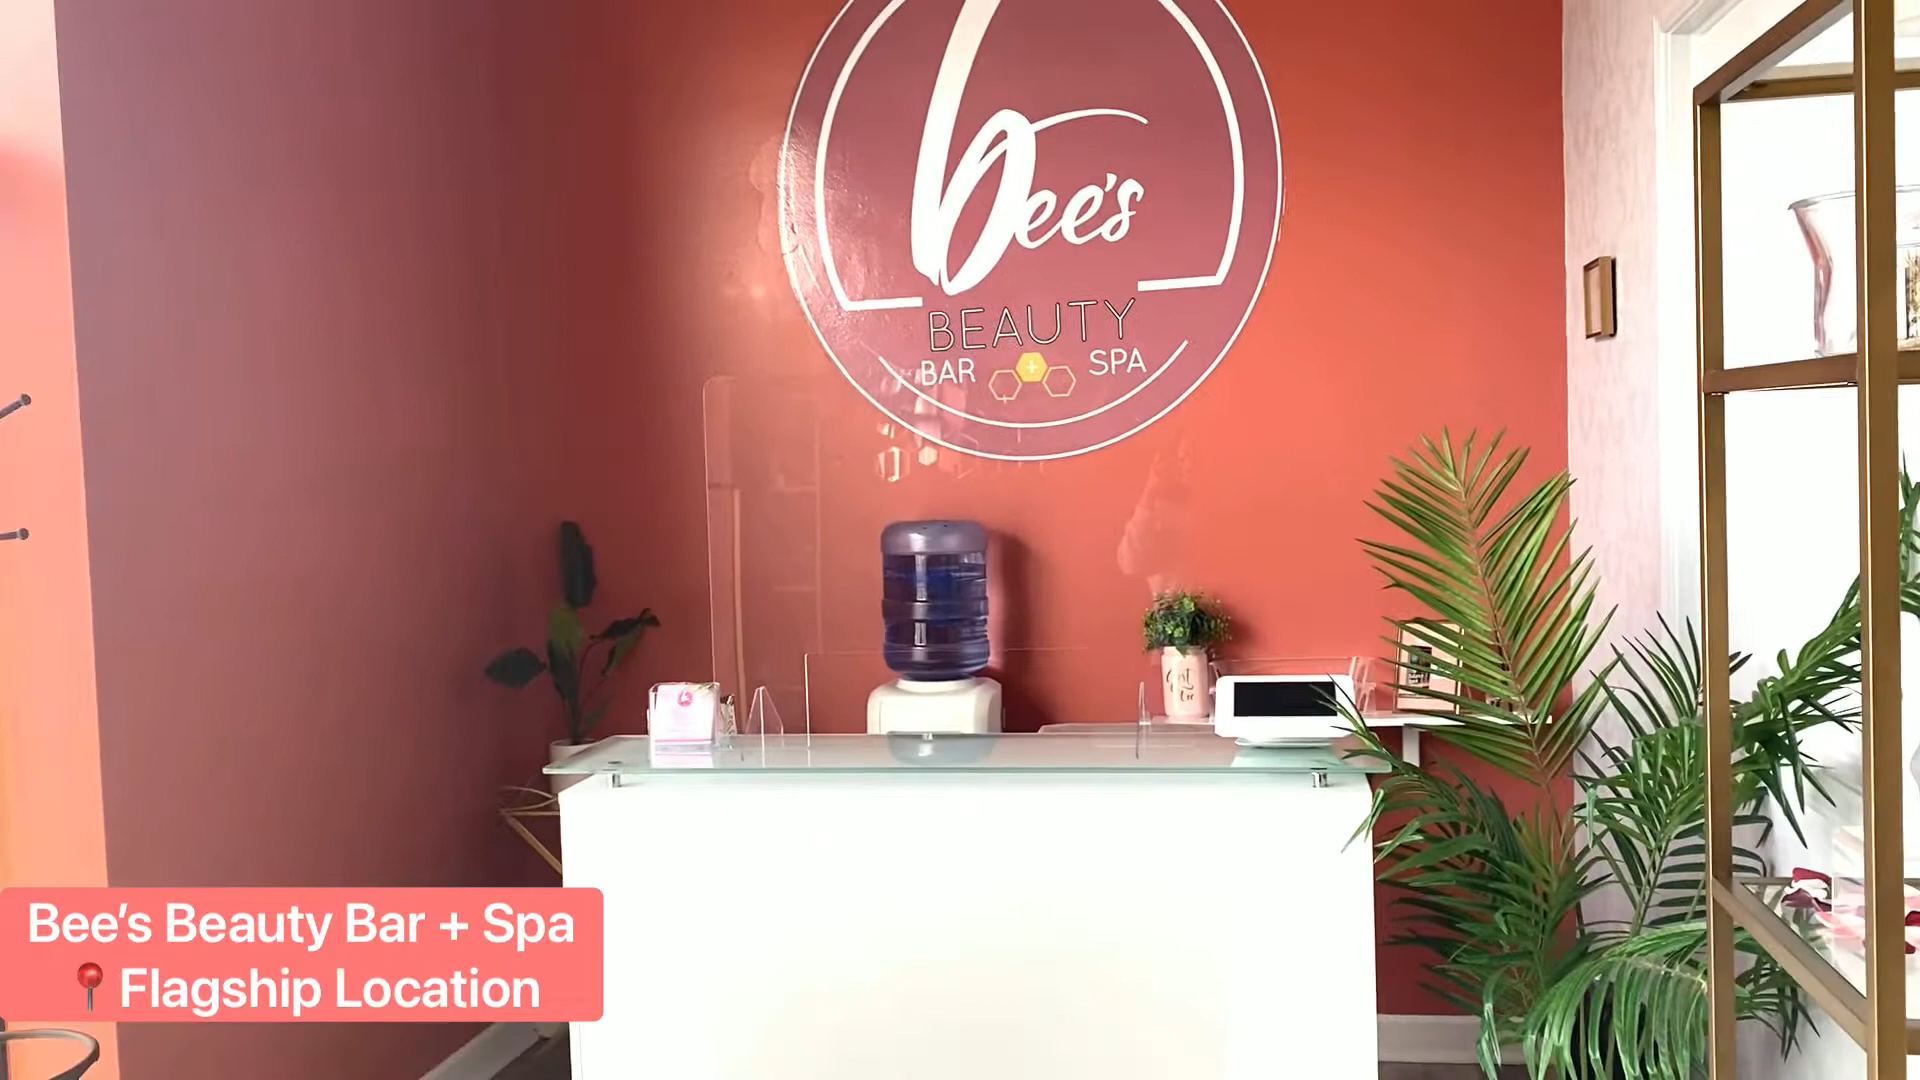 bee's
BEAUTY
BAR + SPA
Bee's Beauty Bar + Spa
📍Flagship Location